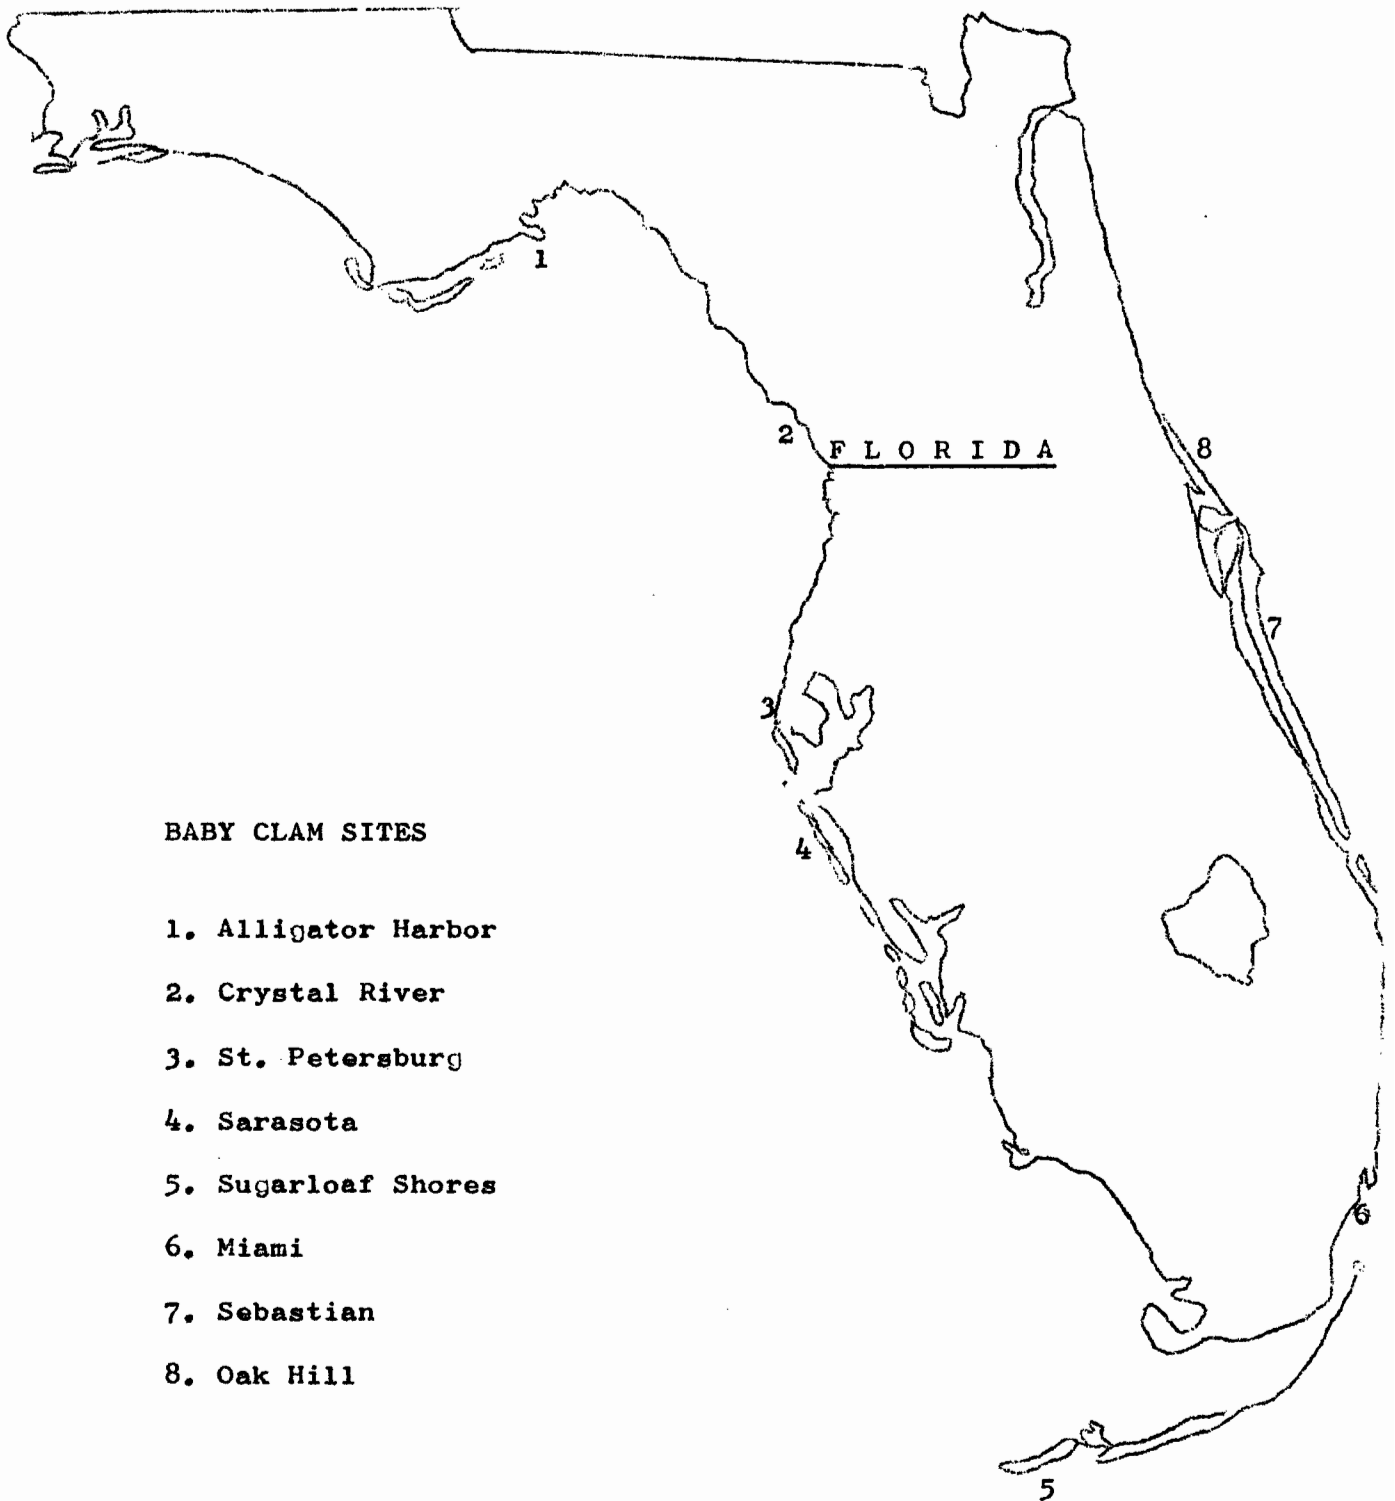 1
2
F L O R I D A
8
7
3
4
BABY CLAM SITES
1. Alligator Harbor
2. Crystal River
3. St. Petersburg
4. Sarasota
5. Sugarloaf Shores
6. Miami
7. Sebastian
8. Oak Hill
6
5